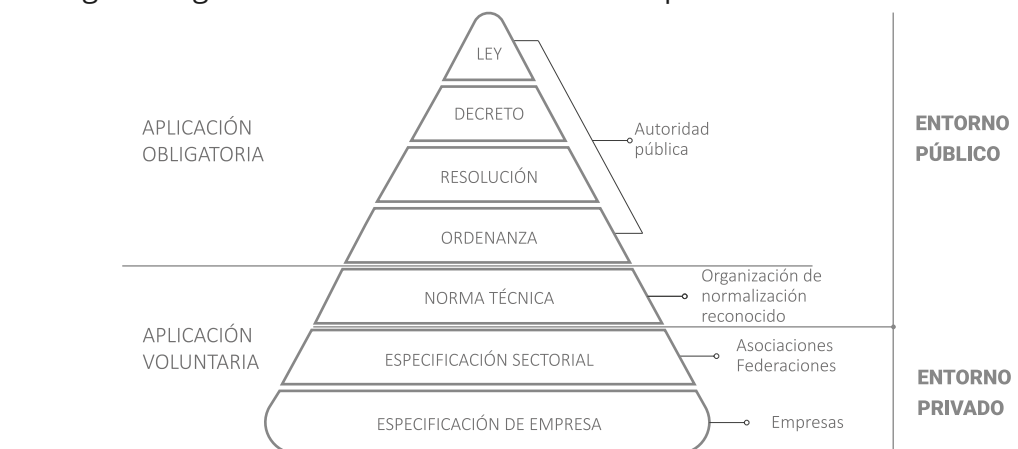 LEY
DECRETO
APLICACIÓN
OBLIGATORIA
Autoridad
pública
ENTORNO
PÚBLICO
RESOLUCIÓN
ORDENANZA
NORMA TÉCNICA
Organización de
normalización
reconocido
APLICACIÓN
VOLUNTARIA
ESPECIFICACIÓN SECTORIAL
Asociaciones
Federaciones
ENTORNO
PRIVADO
ESPECIFICACIÓN DE EMPRESA
Empresas